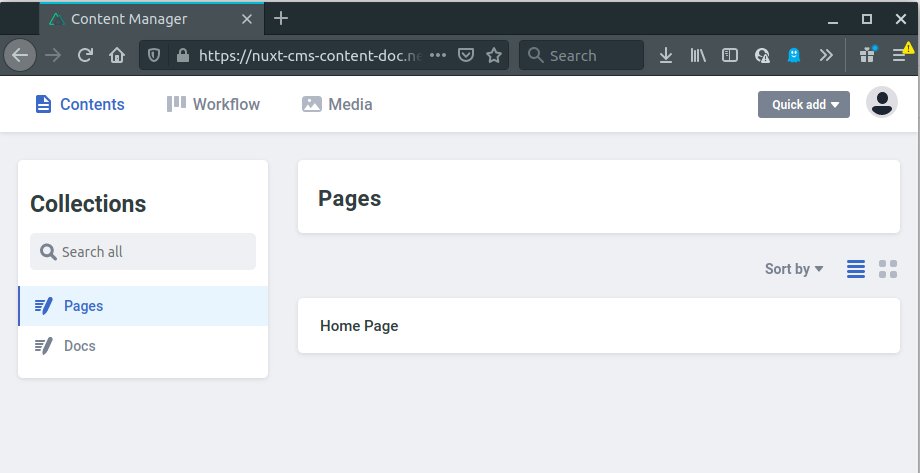 Content Manager
https://nuxt-cms-content-doc.ne
Search
Contents
Workflow
Media
Quick add
Collections
Search all
Pages
Docs
Pages
Sort by
Home Page